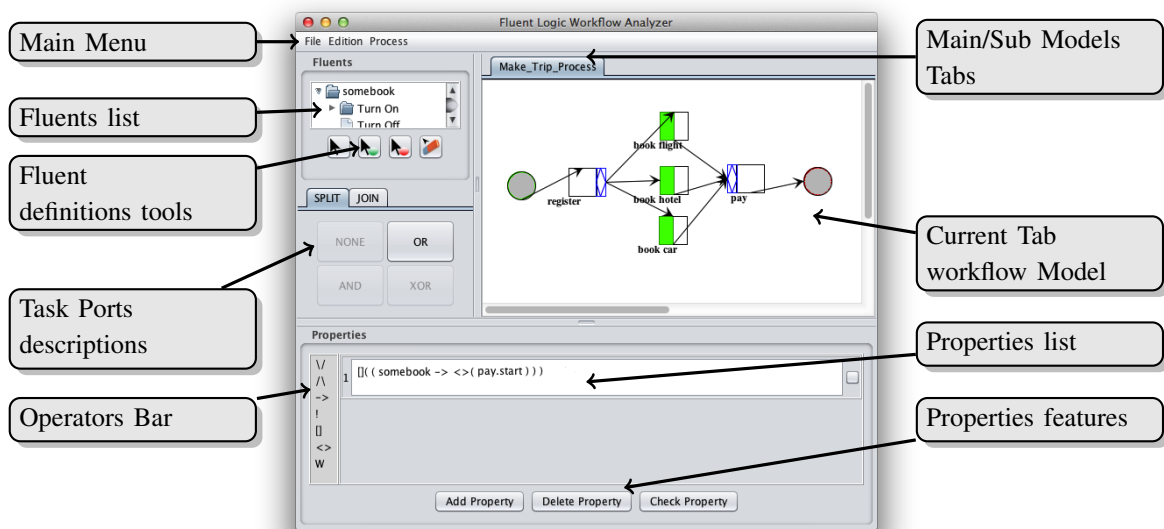 Fluent Logic Workflow Analyzer
Main Menu
File Edition Process
Main/Sub Models
Tabs
Fluents
Make_Trip_Process
somebook
Turn On
Turn Off
Fluents list
Fluent
definitions tools
book flight
register
book hotel
pay
book car
SPLIT JOIN
NONE OR
AND XOR
Current Tab
workflow Model
Task Ports
descriptions
Properties
Properties list
\/
/\
->
!
[]
<>
W
1 []( ( somebook -> <>( pay.start ) ) )
Operators Bar
Properties features
Add Property Delete Property Check Property